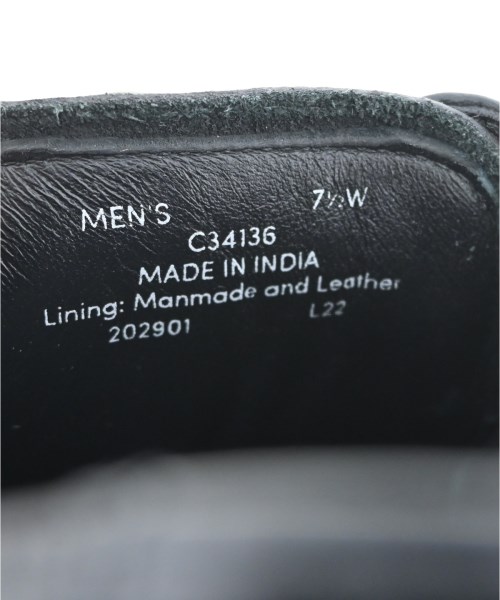 MEN'S 7½W
C34136
MADE IN INDIA
Lining: Manmade and Leather
202901 L22